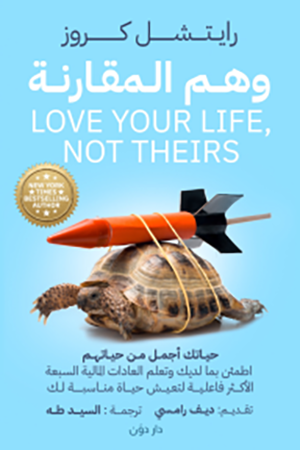 رايتشل كروز
وهم المقارنة
LOVE YOUR LIFE,
NOT THEIRS
NEW YORK
TIMES
BESTSELLING
AUTHOR
حياتك أجمل من حياتهم
اطمئن بما لديك وتعلم العادات المالية السبعة
الأكثر فاعلية لتعيش حياة مناسبة لك
تقديم: ديف رامسي ترجمة : السيد طه
دار دوّن